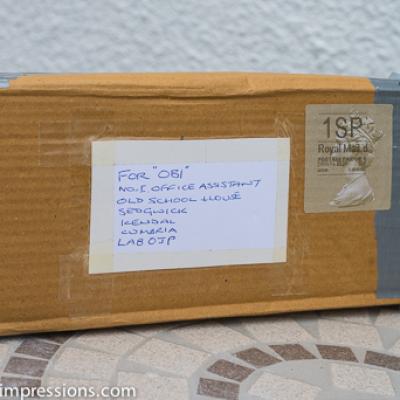 FOR "OBI"
NO.1 OFFICE ASSISTANT
OLD SCHOOL HOUSE
SEDGWICK
KENDAL
CUMBRIA
LA8 0JP
1SP
Royal Mail
impressions.com